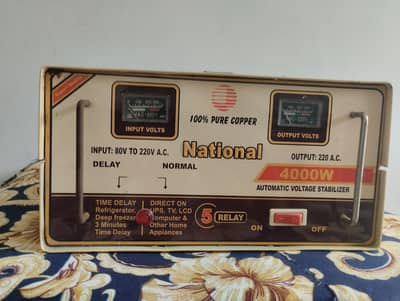 100% PURE COPPER
INPUT VOLTS
OUTPUT VOLTS
National
INPUT: 80V TO 220V A.C.
OUTPUT: 220 A.C.
DELAY
NORMAL
4000W
AUTOMATIC VOLTAGE STABILIZER
TIME DELAY
Refrigerator
Deep freezer
3 Minutes
Time Delay
DIRECT ON
UPS, TV, LCD
Computer &
Other Home
Appliances
5 RELAY
ON
OFF